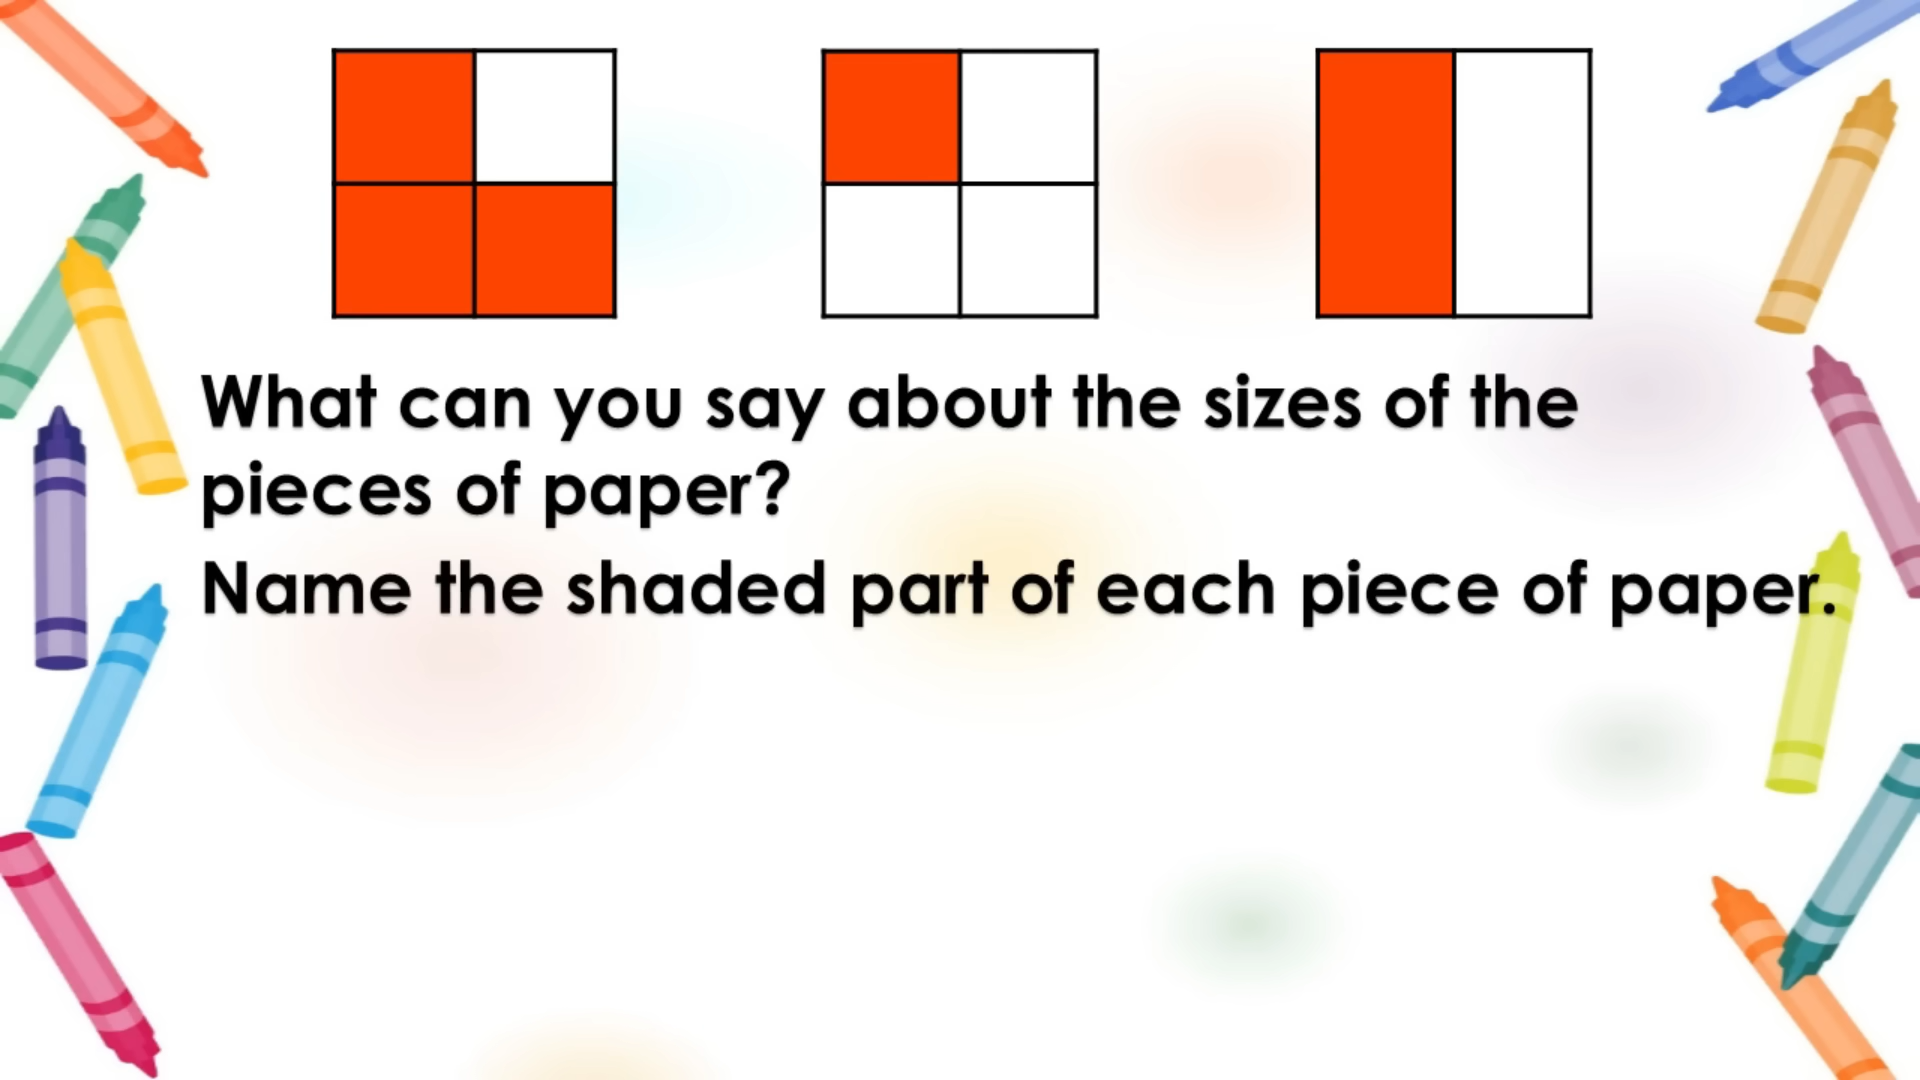 What can you say about the sizes of the
pieces of paper?
Name the shaded part of each piece of paper.